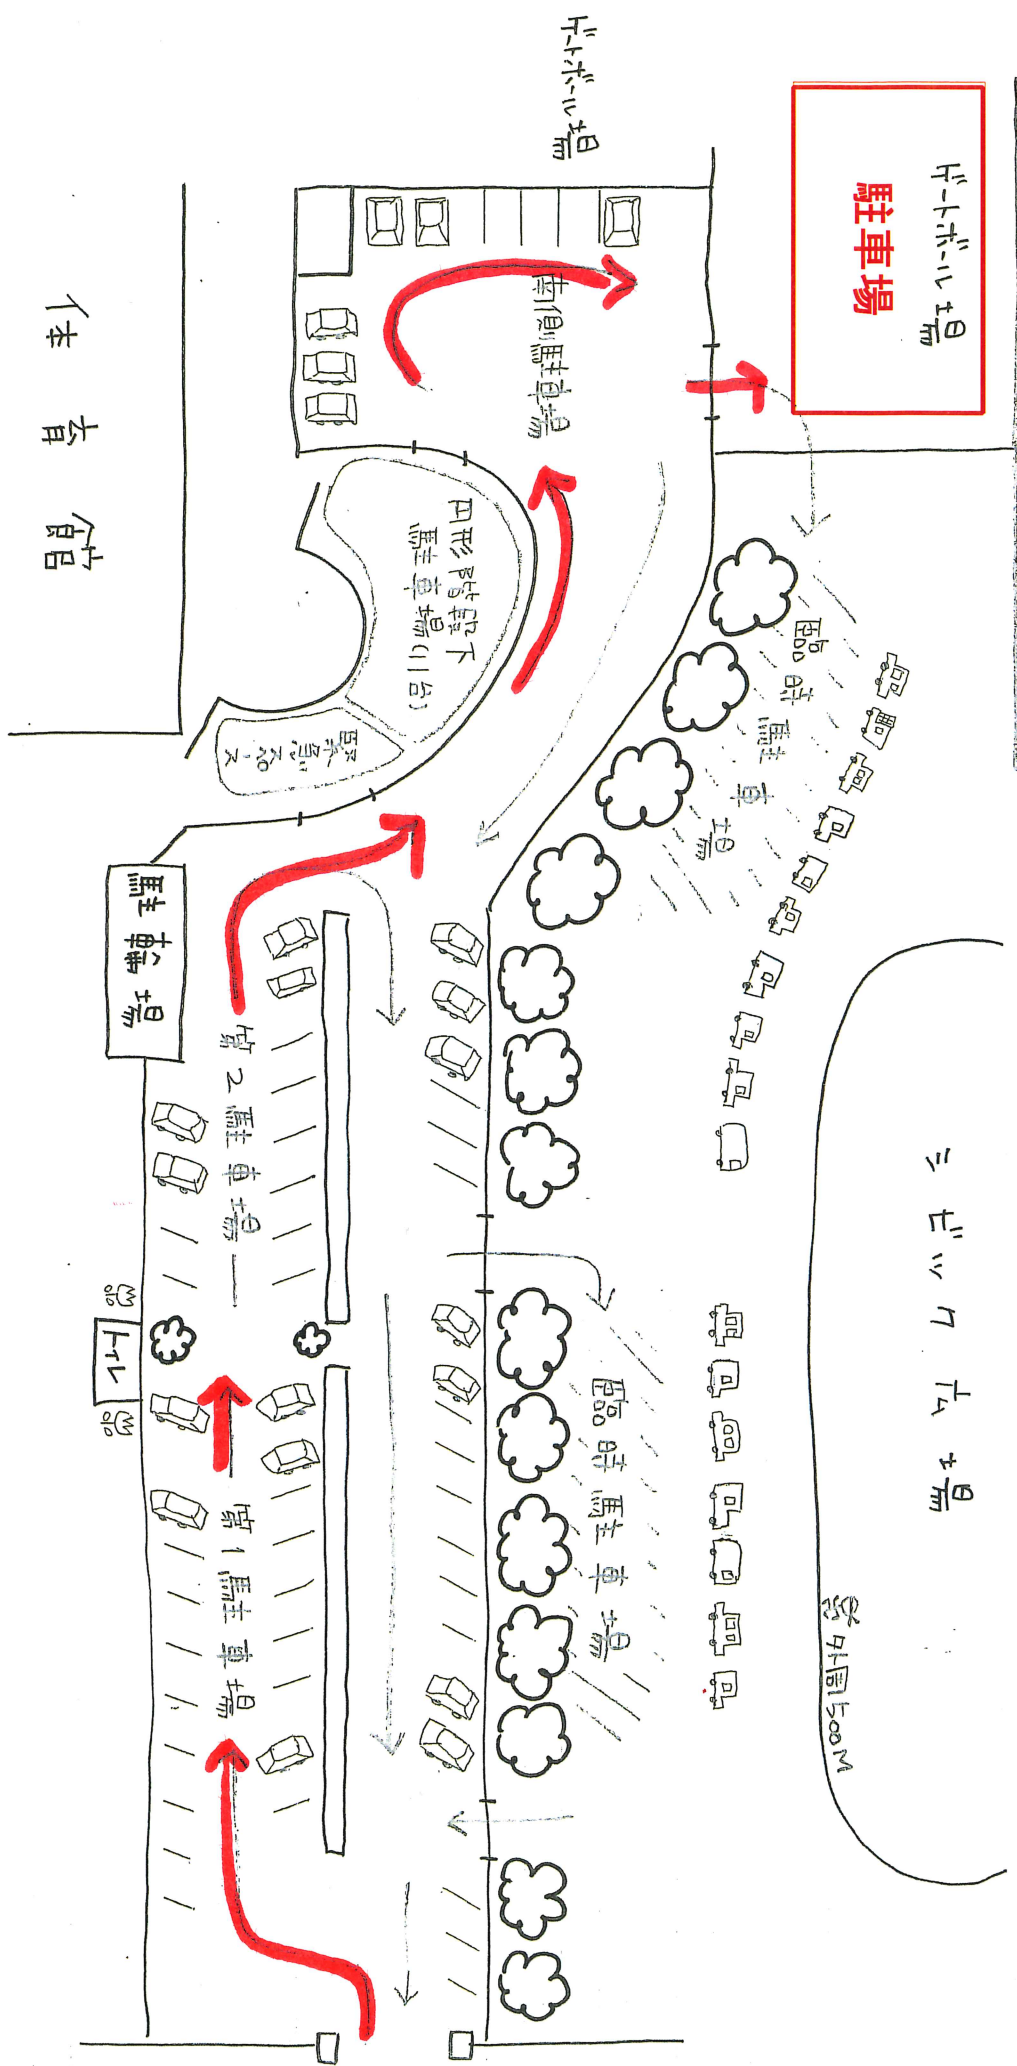 ゲートボール場
ゲートボール場
駐車場
南側駐車場
体育館
円形階段下
駐車場(11台)
緊急スペース
臨時駐車場
駐輪場
第2駐車場
シビック広場
トイレ
臨時駐車場
第1駐車場
外周1500M